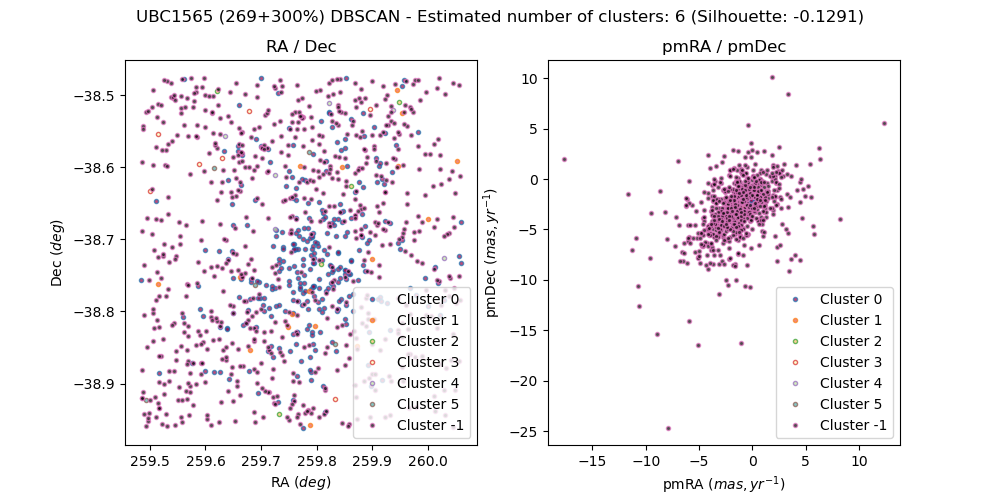 UBC1565 (269+300%) DBSCAN - Estimated number of clusters: 6 (Silhouette: -0.1291)
RA / Dec
−38.5
−38.6
−38.7
−38.8
−38.9
Dec (deg)
259.5 259.6 259.7 259.8 259.9 260.0
RA (deg)
Cluster 0
Cluster 1
Cluster 2
Cluster 3
Cluster 4
Cluster 5
Cluster -1
pmRA / pmDec
10
5
0
−5
−10
−15
−20
−25
pmDec (mas, yr⁻¹)
−15 −10 −5 0 5 10
pmRA (mas, yr⁻¹)
Cluster 0
Cluster 1
Cluster 2
Cluster 3
Cluster 4
Cluster 5
Cluster -1